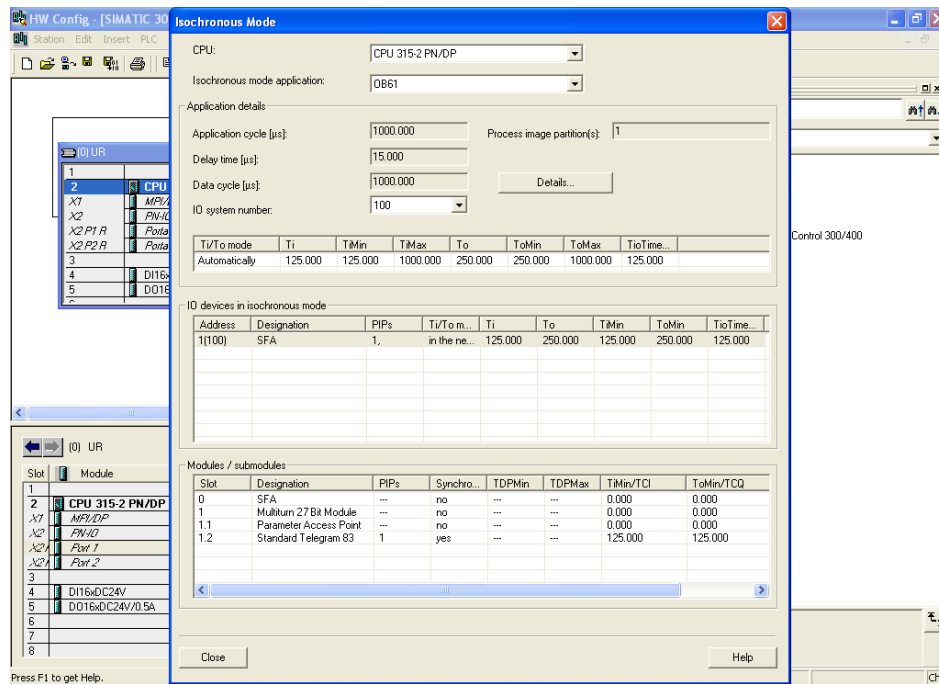 HW Config - [SIMATIC 30
Station Edit Insert PLC
Isochronous Mode
CPU:
CPU 315-2 PN/DP
Isochronous mode application:
OB61
Application details
Application cycle [µs]:
1000.000
Process image partition(s):
1
Delay time [µs]:
15.000
Data cycle [µs]:
1000.000
Details...
IO system number:
100
Ti/To mode Ti TiMin TiMax To ToMin ToMax TioTime...
Automatically 125.000 125.000 1000.000 250.000 250.000 1000.000 125.000
IO devices in isochronous mode
Address Designation PIPs Ti/To m... Ti To TiMin ToMin TioTime...
1(100) SFA 1, in the ne... 125.000 250.000 125.000 250.000 125.000
Modules / submodules
Slot Designation PIPs Synchro... TDPMin TDPMax TiMin/TCI ToMin/TCQ
0 SFA --- no --- --- 0.000 0.000
1 Multiturn 27 Bit Module --- no --- --- 0.000 0.000
1.1 Parameter Access Point --- no --- --- 0.000 0.000
1.2 Standard Telegram 83 1 yes --- --- 125.000 125.000
Close
Help
(0) UR
1
2 CPU
X1 MPI/
X2 PN-IO
X2 P1 R Porta
X2 P2 R Porta
3
4 DI16x
5 DO16
Control 300/400
(0) UR
Slot Module
1
2 CPU 315-2 PN/DP
X1 MPI/DP
X2 PN-IO
X2 Port 1
X2 Port 2
3
4 DI16xDC24V
5 DO16xDC24V/0.5A
6
7
8
Press F1 to get Help.